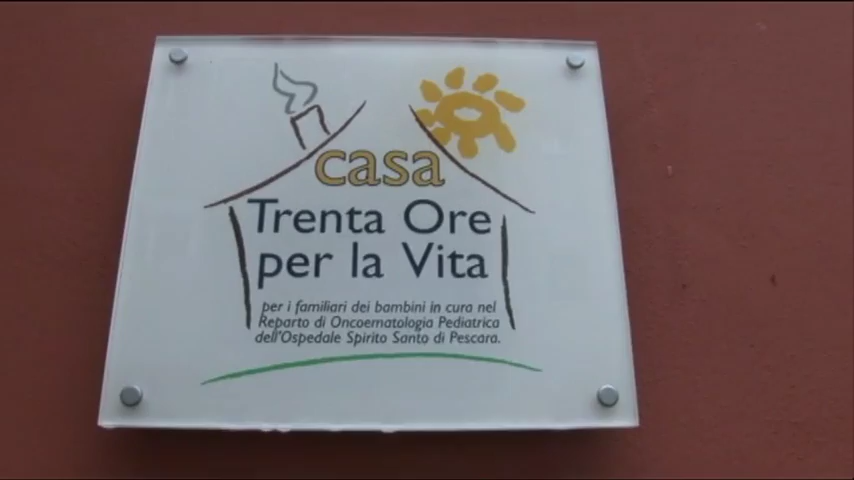 casa
Trenta Ore
per la Vita
per i familiari dei bambini in cura nel
Reparto di Oncoematologia Pediatrica
dell'Ospedale Spirito Santo di Pescara.